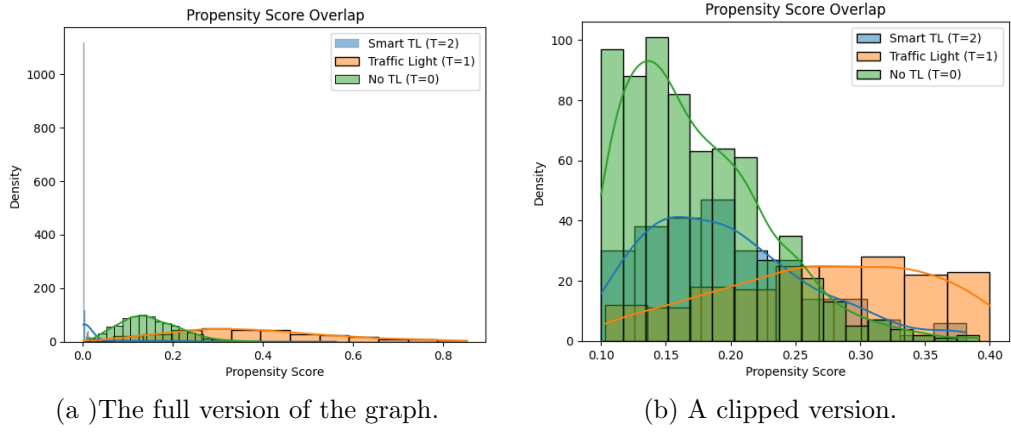 Propensity Score Overlap
Smart TL (T=2)
Traffic Light (T=1)
No TL (T=0)
1000
800
600
400
200
0
Density
0.0 0.2 0.4 0.6 0.8
Propensity Score
(a )The full version of the graph.
Propensity Score Overlap
Smart TL (T=2)
Traffic Light (T=1)
No TL (T=0)
100
80
60
40
20
0
Density
0.10 0.15 0.20 0.25 0.30 0.35 0.40
Propensity Score
(b) A clipped version.